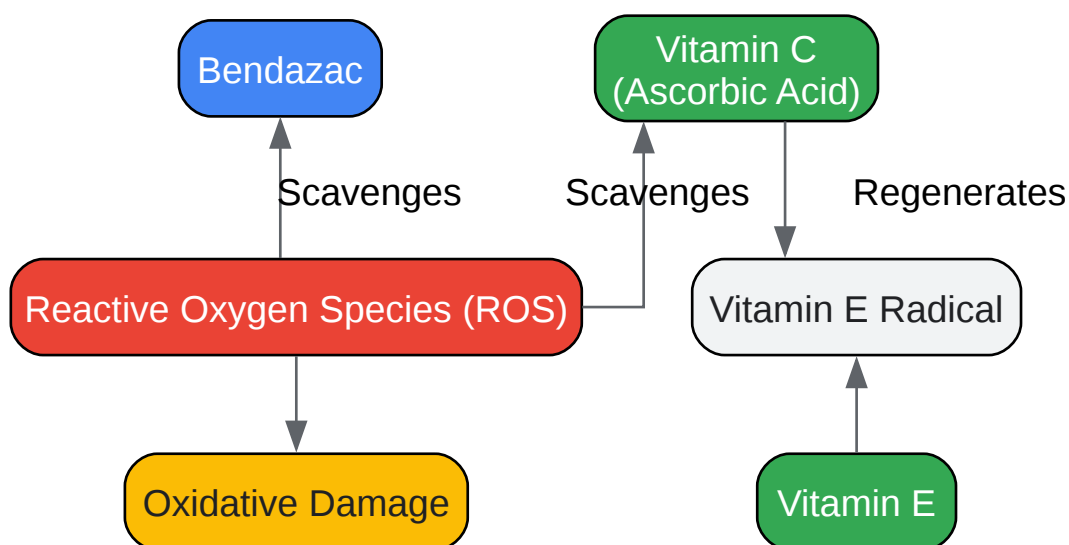 Bendazac
Vitamin C
(Ascorbic Acid)
Scavenges
Scavenges
Regenerates
Reactive Oxygen Species (ROS)
Vitamin E Radical
Oxidative Damage
Vitamin E